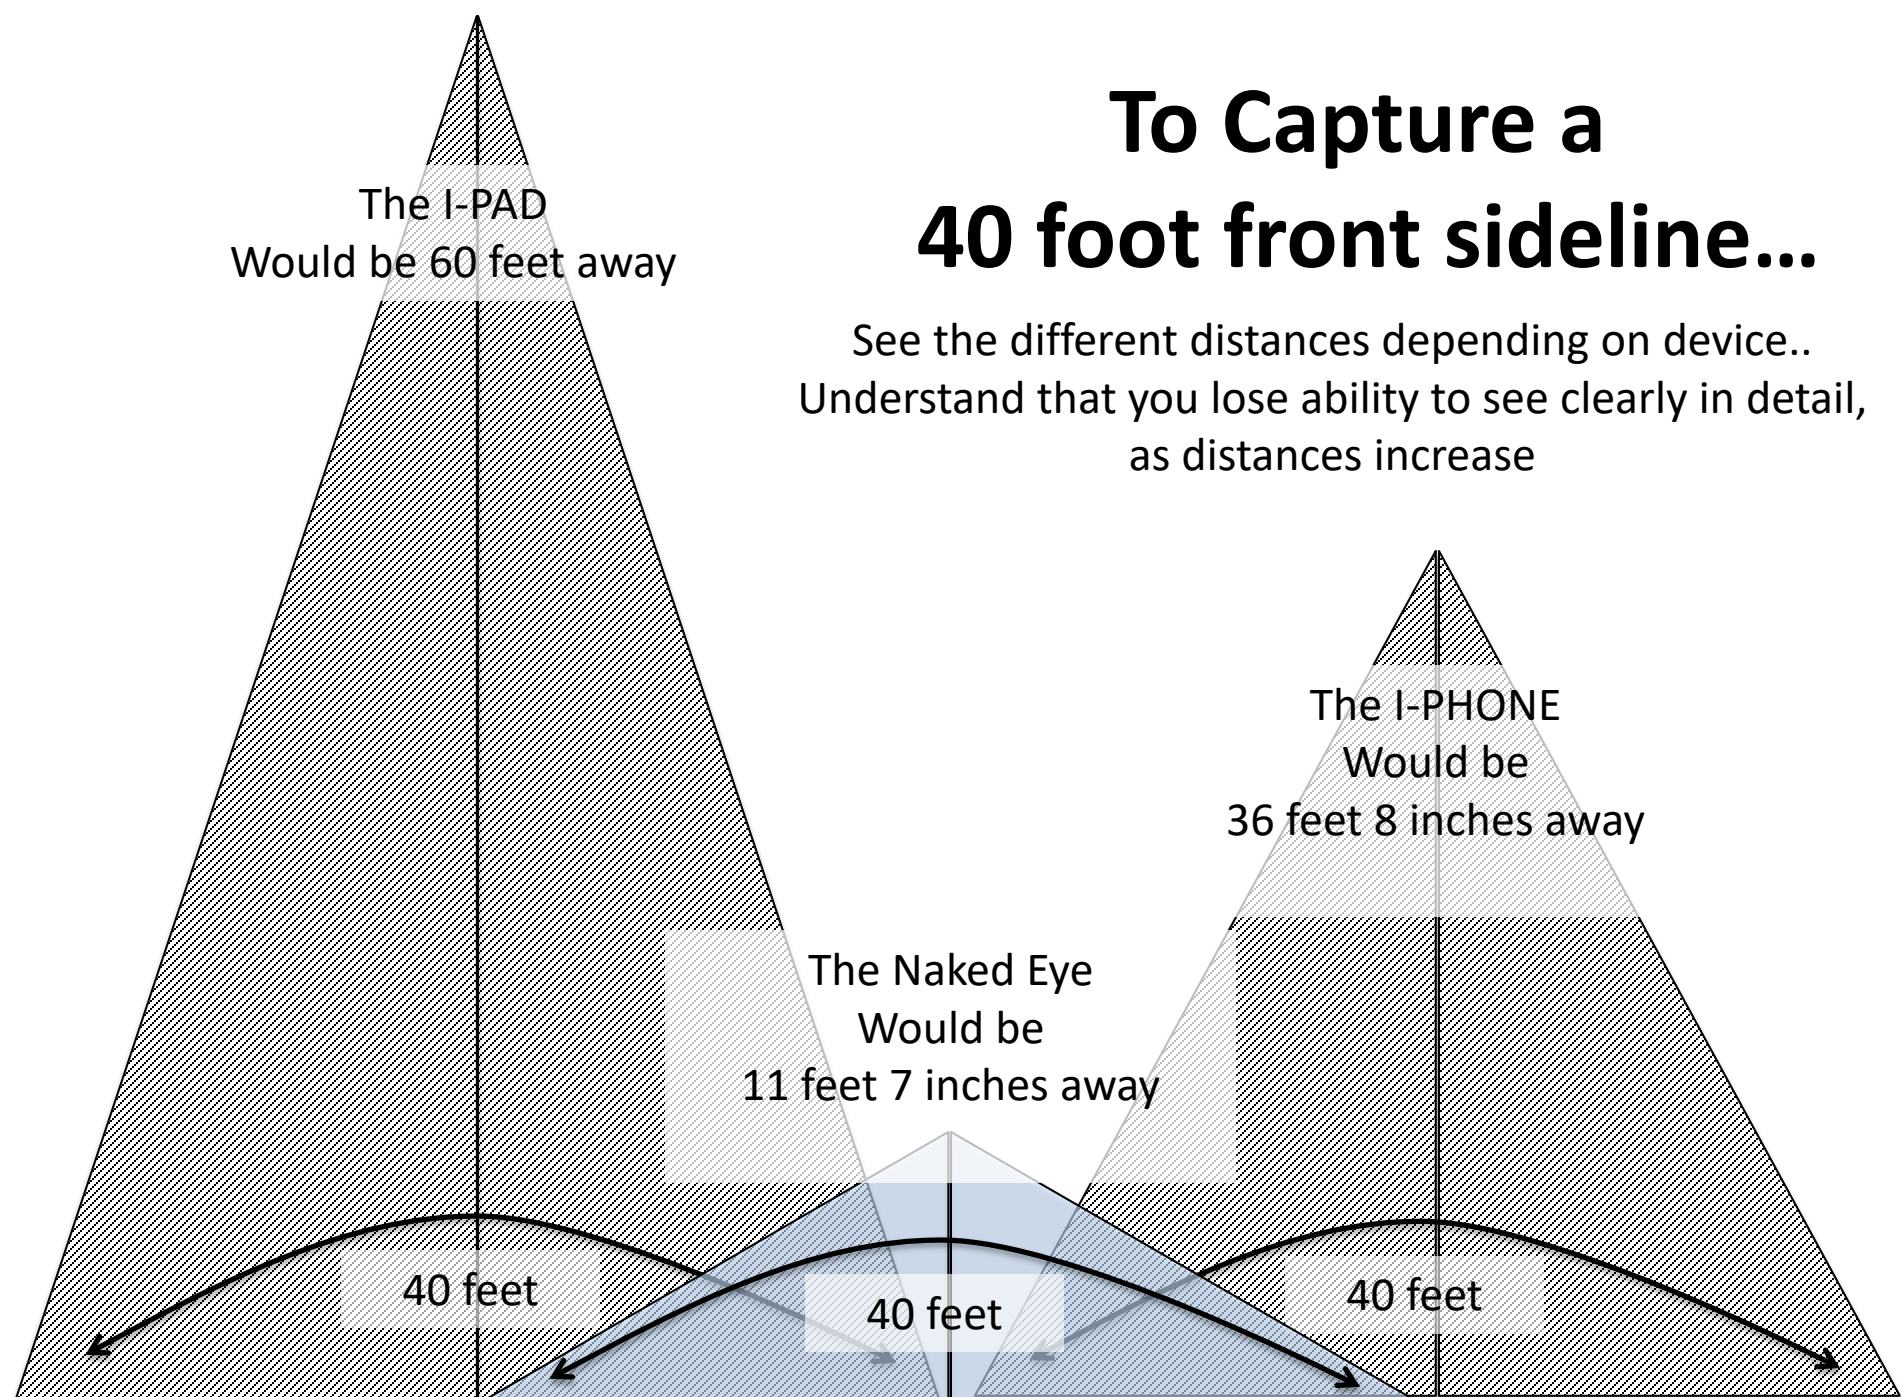 To Capture a
40 foot front sideline…
See the different distances depending on device..
Understand that you lose ability to see clearly in detail,
as distances increase
The I-PAD
Would be 60 feet away
The I-PHONE
Would be
36 feet 8 inches away
The Naked Eye
Would be
11 feet 7 inches away
40 feet
40 feet
40 feet